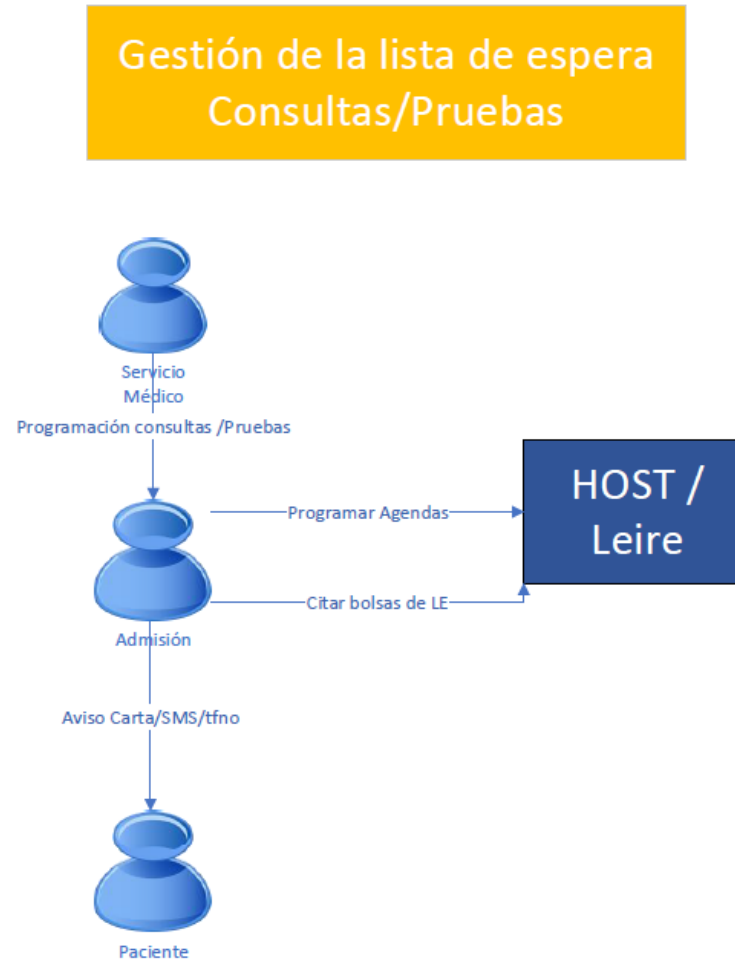 Gestión de la lista de espera
Consultas/Pruebas
Servicio
Médico
Programación consultas /Pruebas
HOST /
Leire
Programar Agendas
Citar bolsas de LE
Admisión
Aviso Carta/SMS/tfno
Paciente